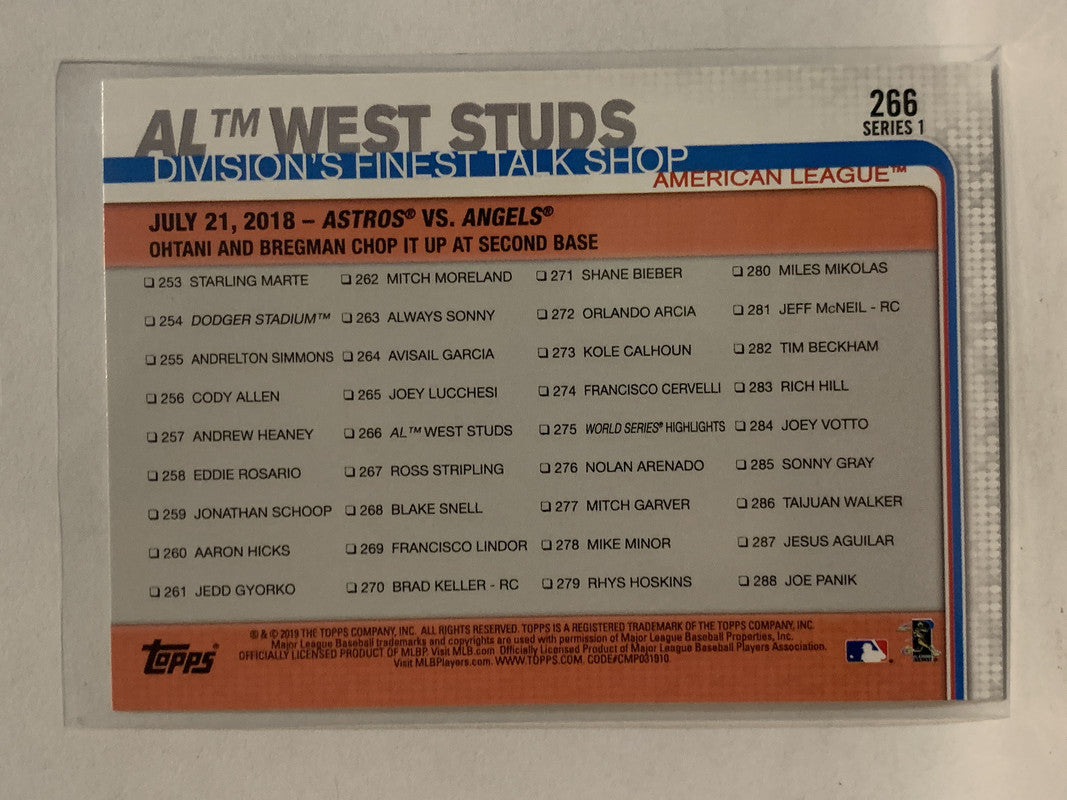 AL™ WEST STUDS
DIVISION'S FINEST TALK SHOP
AMERICAN LEAGUE™
266
SERIES 1
JULY 21, 2018 – ASTROS® VS. ANGELS®
OHTANI AND BREGMAN CHOP IT UP AT SECOND BASE
❏ 253 STARLING MARTE
❏ 254 DODGER STADIUM™
❏ 255 ANDRELTON SIMMONS
❏ 256 CODY ALLEN
❏ 257 ANDREW HEANEY
❏ 258 EDDIE ROSARIO
❏ 259 JONATHAN SCHOOP
❏ 260 AARON HICKS
❏ 261 JEDD GYORKO
❏ 262 MITCH MORELAND
❏ 263 ALWAYS SONNY
❏ 264 AVISAIL GARCIA
❏ 265 JOEY LUCCHESI
❏ 266 AL™ WEST STUDS
❏ 267 ROSS STRIPLING
❏ 268 BLAKE SNELL
❏ 269 FRANCISCO LINDOR
❏ 270 BRAD KELLER - RC
❏ 271 SHANE BIEBER
❏ 272 ORLANDO ARCIA
❏ 273 KOLE CALHOUN
❏ 274 FRANCISCO CERVELLI
❏ 275 WORLD SERIES® HIGHLIGHTS
❏ 276 NOLAN ARENADO
❏ 277 MITCH GARVER
❏ 278 MIKE MINOR
❏ 279 RHYS HOSKINS
❏ 280 MILES MIKOLAS
❏ 281 JEFF McNEIL - RC
❏ 282 TIM BECKHAM
❏ 283 RICH HILL
❏ 284 JOEY VOTTO
❏ 285 SONNY GRAY
❏ 286 TAIJUAN WALKER
❏ 287 JESUS AGUILAR
❏ 288 JOE PANIK
TOPPS®
® & © 2019 THE TOPPS COMPANY, INC. ALL RIGHTS RESERVED. TOPPS IS A REGISTERED TRADEMARK OF THE TOPPS COMPANY, INC.
Major League Baseball trademarks and copyrights are used with permission of Major League Baseball Properties, Inc.
OFFICIALLY LICENSED PRODUCT OF MLBP. Visit MLB.com Officially Licensed Product of Major League Baseball Players Association.
Visit MLBPlayers.com. WWW.TOPPS.COM. CODE#CMP031910.